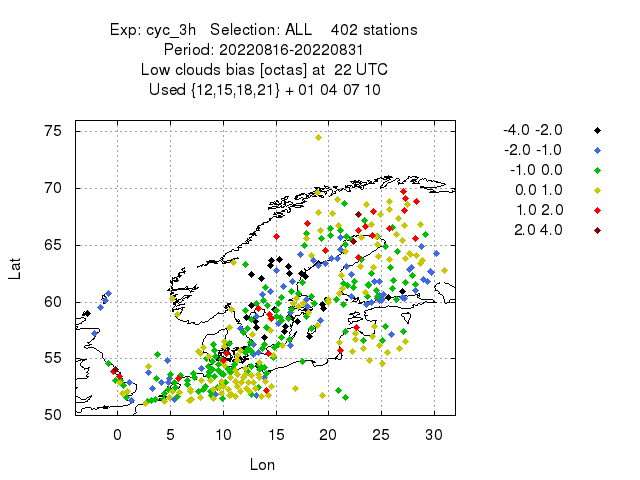 Exp: cyc_3h   Selection: ALL    402 stations
Period: 20220816-20220831
Low clouds bias [octas] at  22 UTC
Used {12,15,18,21} + 01 04 07 10
-4.0 -2.0
-2.0 -1.0
-1.0 0.0
0.0 1.0
1.0 2.0
2.0 4.0
75
70
65
60
55
50
Lat
0 5 10 15 20 25 30
Lon